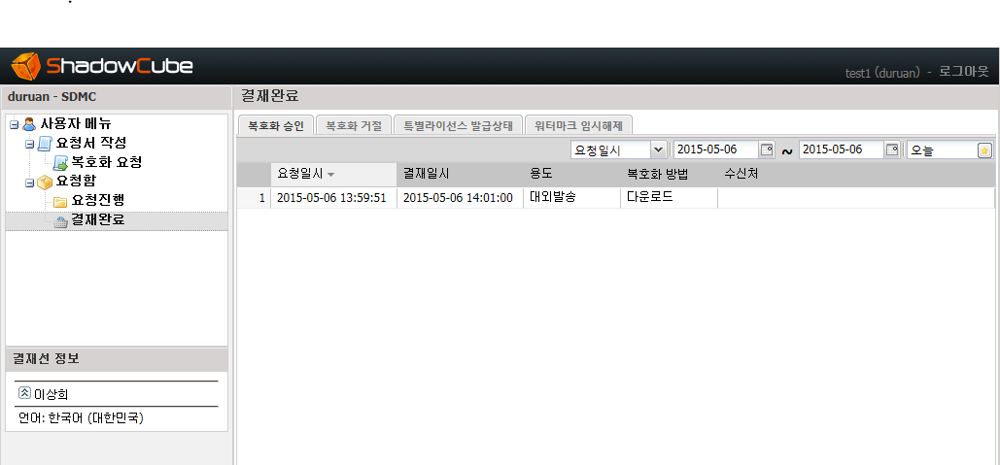 ShadowCube
test1 (duruan) - 로그아웃
duruan - SDMC
결재완료
사용자 메뉴
요청서 작성
복호화 요청
요청함
요청진행
결재완료
복호화 승인 복호화 거절 특별라이센스 발급상태 워터마크 임시해제
요청일시 2015-05-06 ~ 2015-05-06 오늘
요청일시 결재일시 용도 복호화 방법 수신처
1 2015-05-06 13:59:51 2015-05-06 14:01:00 대외발송 다운로드
결재선 정보
이상희
언어: 한국어 (대한민국)